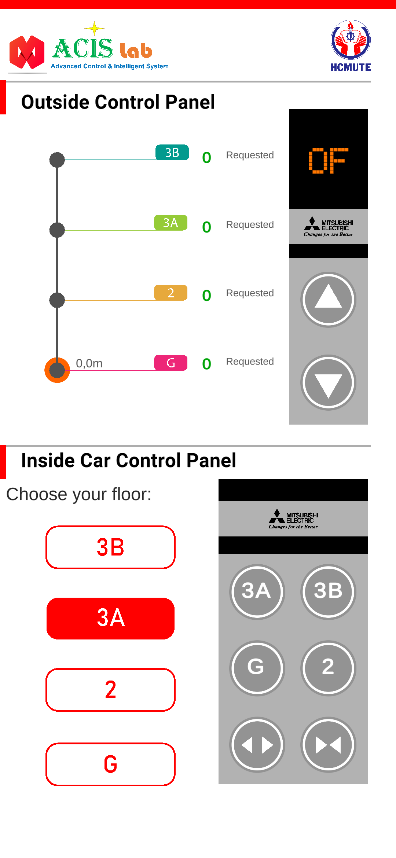 ACIS Lab
Advanced Control & Intelligent System
HCMUTE
Outside Control Panel
3B 0 Requested
3A 0 Requested
2 0 Requested
0,0m G 0 Requested
OF
MITSUBISHI
ELECTRIC
Changes for the Better
Inside Car Control Panel
Choose your floor:
3B
3A
2
G
MITSUBISHI
ELECTRIC
Changes for the Better
3A 3B
G 2